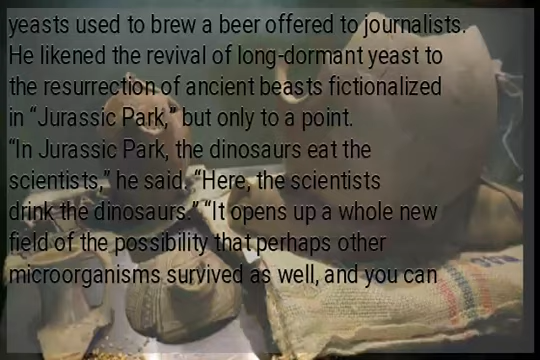 yeasts used to brew a beer offered to journalists.
He likened the revival of long-dormant yeast to
the resurrection of ancient beasts fictionalized
in “Jurassic Park,” but only to a point.
“In Jurassic Park, the dinosaurs eat the
scientists,” he said. “Here, the scientists
drink the dinosaurs.” “It opens up a whole new
field of the possibility that perhaps other
microorganisms survived as well, and you can